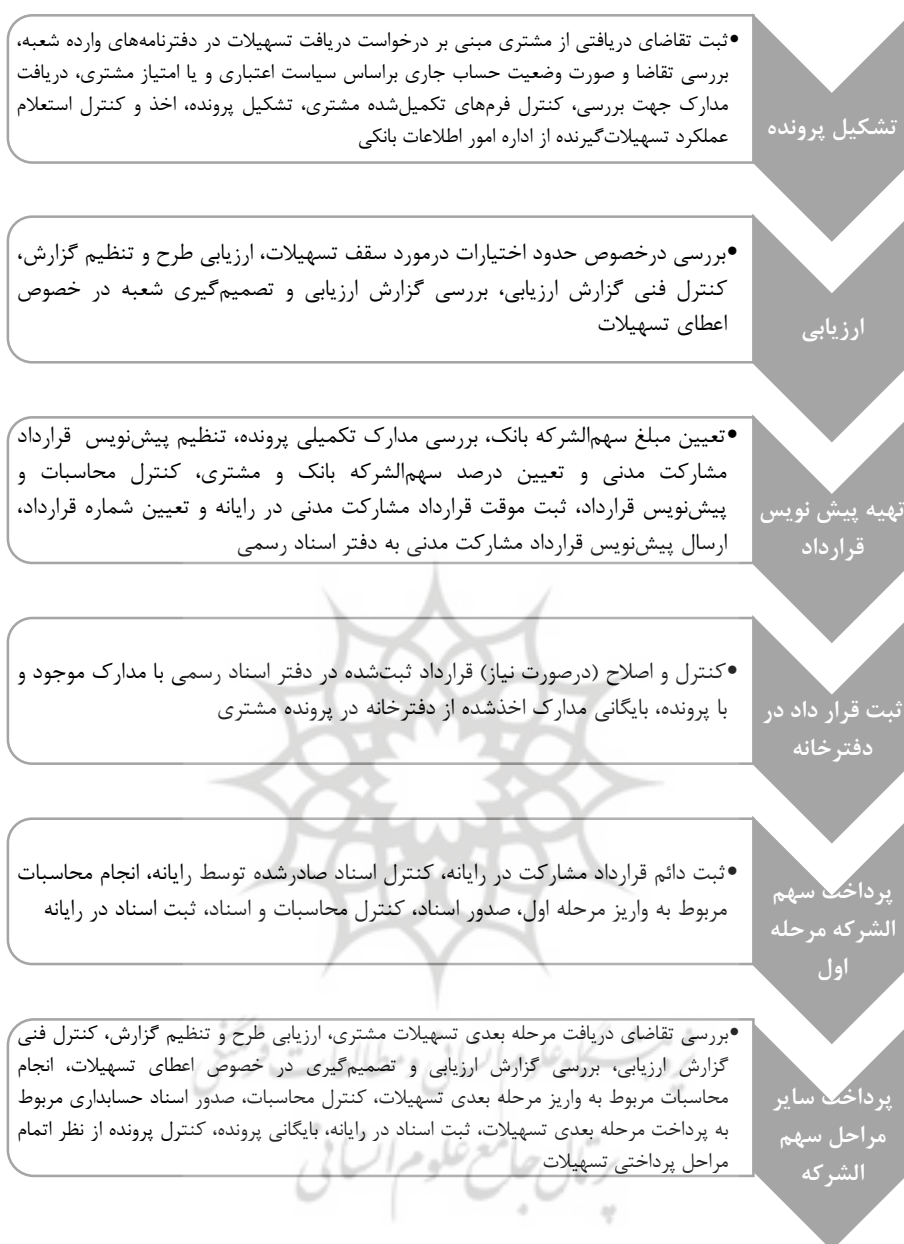 تشکیل پرونده
•ثبت تقاضای دریافتی از مشتری مبنی بر درخواست دریافت تسهیلات در دفترنامه‌های وارده شعبه،
بررسی تقاضا و صورت وضعیت حساب جاری براساس سیاست اعتباری و یا امتیاز مشتری، دریافت
مدارک جهت بررسی، کنترل فرم‌های تکمیل‌شده مشتری، تشکیل پرونده، اخذ و کنترل استعلام
عملکرد تسهیلات‌گیرنده از اداره امور اطلاعات بانکی
ارزیابی
•بررسی درخصوص حدود اختیارات درمورد سقف تسهیلات، ارزیابی طرح و تنظیم گزارش،
کنترل فنی گزارش ارزیابی، بررسی گزارش ارزیابی و تصمیم‌گیری شعبه در خصوص
اعطای تسهیلات
تهیه پیش نویس
قرارداد
•تعیین مبلغ سهم‌الشرکه بانک، بررسی مدارک تکمیلی پرونده، تنظیم پیش‌نویس قرارداد
مشارکت مدنی و تعیین درصد سهم‌الشرکه بانک و مشتری، کنترل محاسبات و
پیش‌نویس قرارداد، ثبت موقت قرارداد مشارکت مدنی در رایانه و تعیین شماره قرارداد،
ارسال پیش‌نویس قرارداد مشارکت مدنی به دفتر اسناد رسمی
ثبت قرار داد در
دفترخانه
•کنترل و اصلاح (درصورت نیاز) قرارداد ثبت‌شده در دفتر اسناد رسمی با مدارک موجود و
با پرونده، بایگانی مدارک اخذشده از دفترخانه در پرونده مشتری
پرداخت سهم
الشرکه مرحله
اول
•ثبت دائم قرارداد مشارکت در رایانه، کنترل اسناد صادرشده توسط رایانه، انجام محاسبات
مربوط به واریز مرحله اول، صدور اسناد، کنترل محاسبات و اسناد، ثبت اسناد در رایانه
پرداخت سایر
مراحل سهم
الشرکه
•بررسی تقاضای دریافت مرحله بعدی تسهیلات مشتری، ارزیابی طرح و تنظیم گزارش، کنترل فنی
گزارش ارزیابی، بررسی گزارش ارزیابی و تصمیم‌گیری در خصوص اعطای تسهیلات، انجام
محاسبات مربوط به واریز مرحله بعدی تسهیلات، کنترل محاسبات، صدور اسناد حسابداری مربوط
به پرداخت مرحله بعدی تسهیلات، ثبت اسناد در رایانه، بایگانی پرونده، کنترل پرونده از نظر اتمام
مراحل پرداختی تسهیلات
پژوهشگاه علوم انسانی و مطالعات فرهنگی
پرتال جامع علوم انسانی